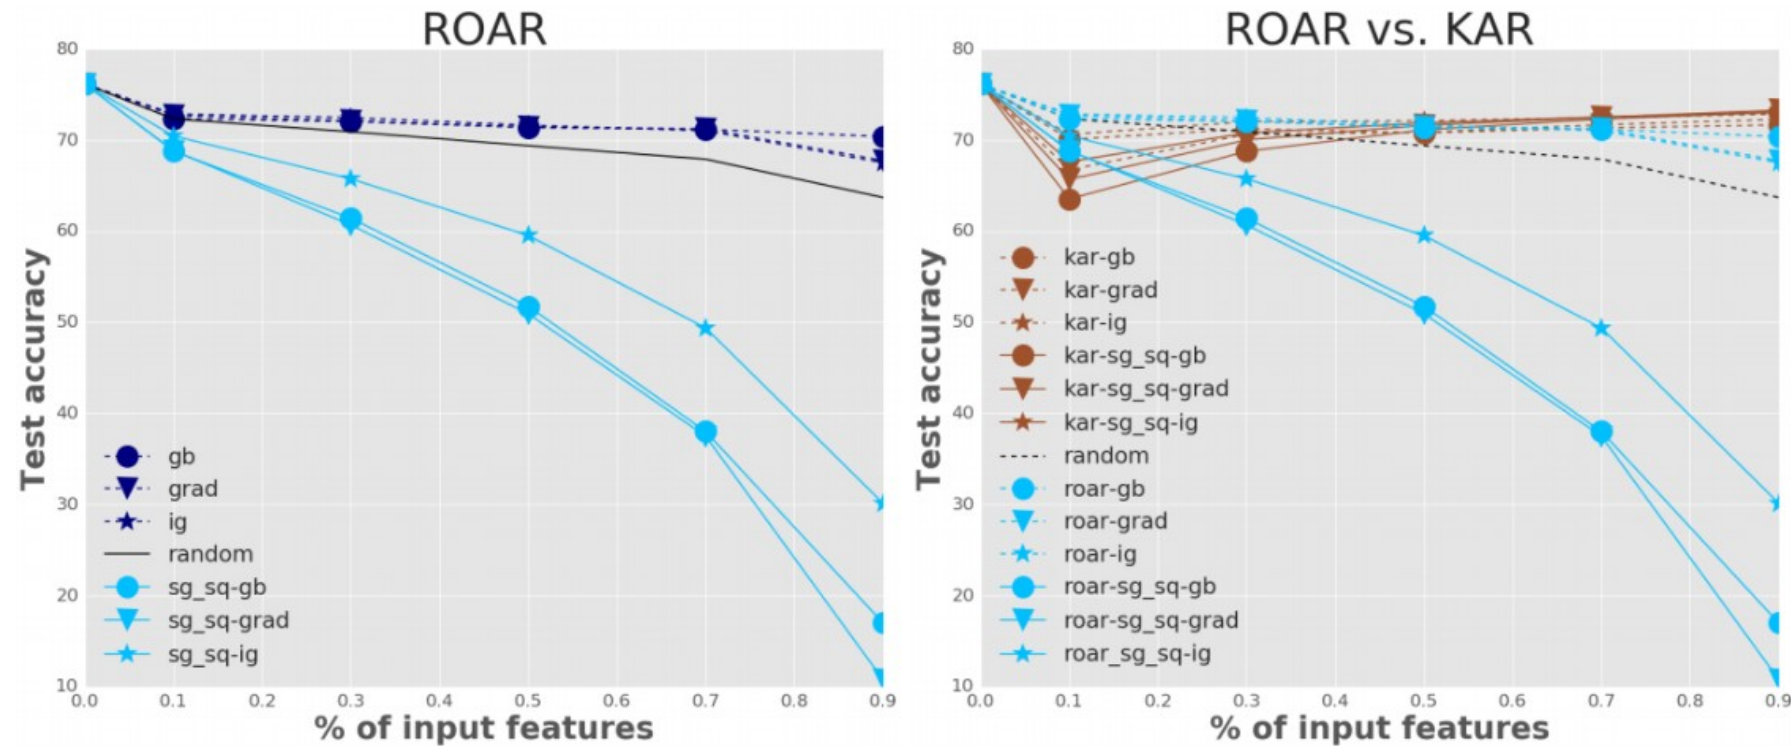 ROAR
80
70
60
50
40
30
20
10
Test accuracy
gb
grad
ig
random
sg_sq-gb
sg_sq-grad
sg_sq-ig
0.0 0.1 0.2 0.3 0.4 0.5 0.6 0.7 0.8 0.9
% of input features
ROAR vs. KAR
80
70
60
50
40
30
20
10
Test accuracy
kar-gb
kar-grad
kar-ig
kar-sg_sq-gb
kar-sg_sq-grad
kar-sg_sq-ig
random
roar-gb
roar-grad
roar-ig
roar-sg_sq-gb
roar-sg_sq-grad
roar_sg_sq-ig
0.0 0.1 0.2 0.3 0.4 0.5 0.6 0.7 0.8 0.9
% of input features